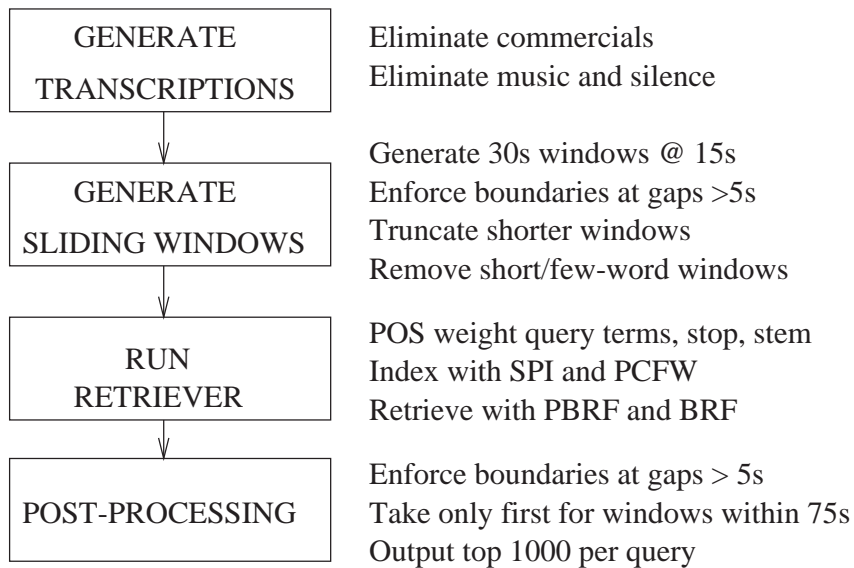 GENERATE
TRANSCRIPTIONS
Eliminate commercials
Eliminate music and silence
GENERATE
SLIDING WINDOWS
Generate 30s windows @ 15s
Enforce boundaries at gaps >5s
Truncate shorter windows
Remove short/few-word windows
RUN
RETRIEVER
POS weight query terms, stop, stem
Index with SPI and PCFW
Retrieve with PBRF and BRF
POST-PROCESSING
Enforce boundaries at gaps > 5s
Take only first for windows within 75s
Output top 1000 per query